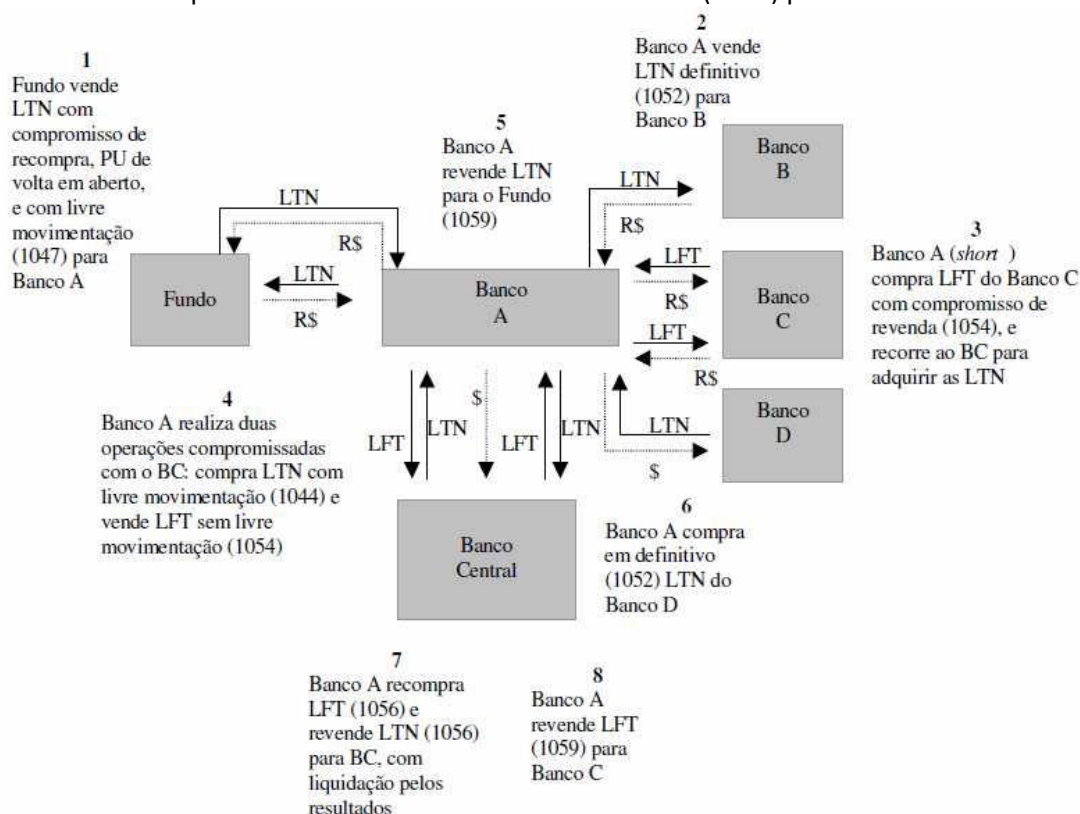 2
Banco A vende
LTN definitivo
(1052) para
Banco B
1
Fundo vende
LTN com
compromisso de
recompra, PU de
volta em aberto,
e com livre
movimentação
(1047) para
Banco A
5
Banco A
revende LTN
para o Fundo
(1059)
Banco
B
LTN
R$
LTN
R$
3
Banco A (short )
compra LFT do Banco C
com compromisso de
revenda (1054), e
recorre ao BC para
adquirir as LTN
LFT
R$
Banco
C
LFT
R$
Fundo
LTN
R$
Banco
A
4
Banco A realiza duas
operações compromissadas
com o BC: compra LTN com
livre movimentação (1044) e
vende LFT sem livre
movimentação (1054)
LFT
LTN
$
LFT
LTN
LTN
$
Banco
D
Banco
Central
6
Banco A compra
em definitivo
(1052) LTN do
Banco D
7
Banco A recompra
LFT (1056) e
revende LTN (1056)
para BC, com
liquidação pelos
resultados
8
Banco A
revende LFT
(1059) para
Banco C